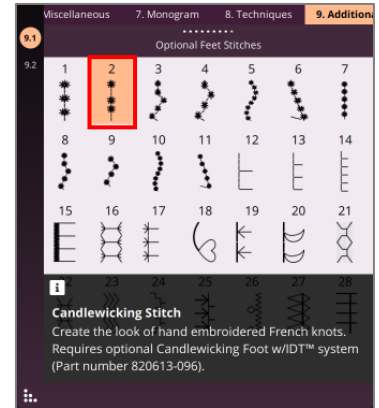 Miscellaneous 7. Monogram 8. Techniques 9. Additiona
9.1
Optional Feet Stitches
9.2
1 2 3 4 5 6 7
8 9 10 11 12 13 14
15 16 17 18 19 20 21
22 23 24 25 26 27 28
i
Candlewicking Stitch
Create the look of hand embroidered French knots.
Requires optional Candlewicking Foot w/IDT™ system
(Part number 820613-096).